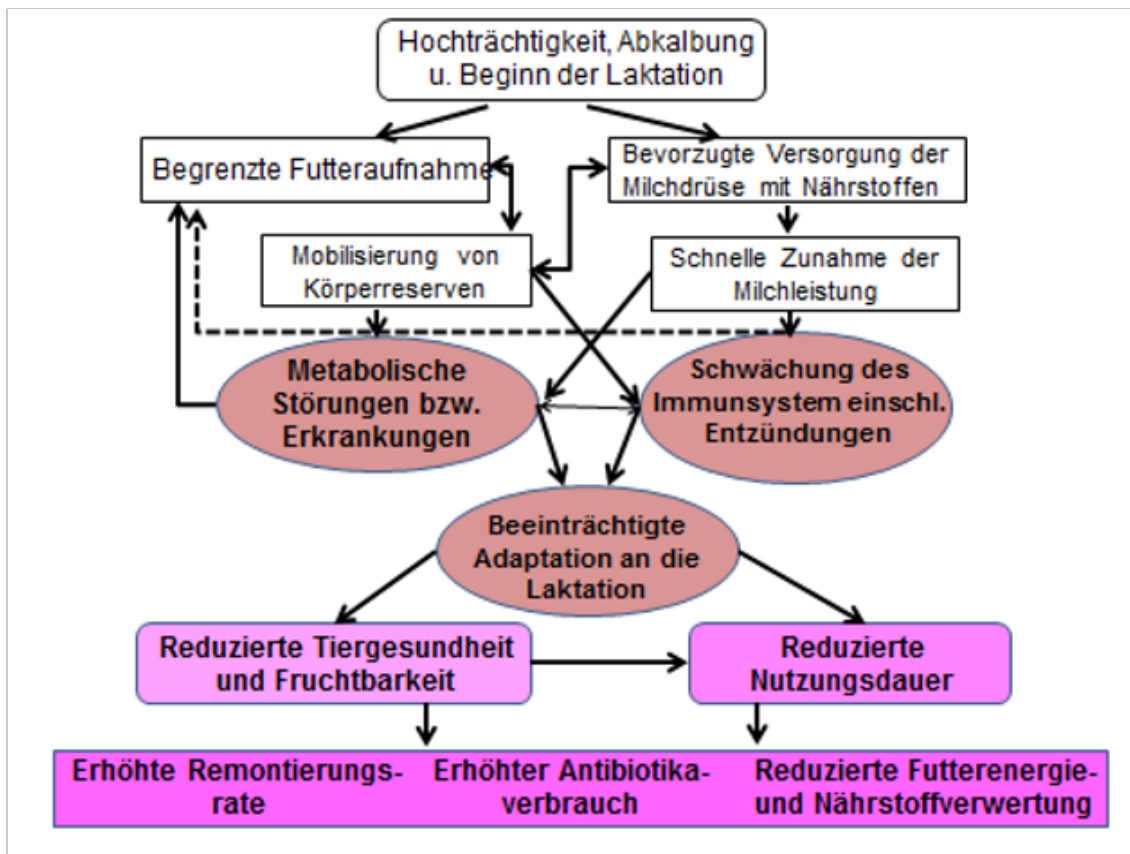 Hochträchtigkeit, Abkalbung
u. Beginn der Laktation
Begrenzte Futteraufnahme
Bevorzugte Versorgung der
Milchdrüse mit Nährstoffen
Mobilisierung von
Körperreserven
Schnelle Zunahme der
Milchleistung
Metabolische
Störungen bzw.
Erkrankungen
Schwächung des
Immunsystem einschl.
Entzündungen
Beeinträchtigte
Adaptation an die
Laktation
Reduzierte Tiergesundheit
und Fruchtbarkeit
Reduzierte
Nutzungsdauer
Erhöhte Remontierungs-
rate
Erhöhter Antibiotika-
verbrauch
Reduzierte Futterenergie-
und Nährstoffverwertung